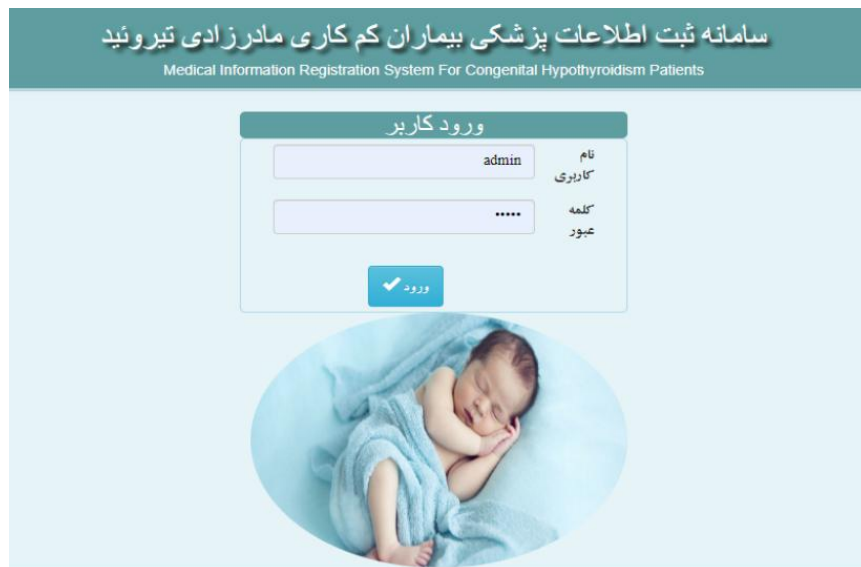 سامانه ثبت اطلاعات پزشکی بیماران کم کاری مادرزادی تیروئید
Medical Information Registration System For Congenital Hypothyroidism Patients
ورود کاربر
نام
کاربری
admin
کلمه
عبور
•••••
ورود